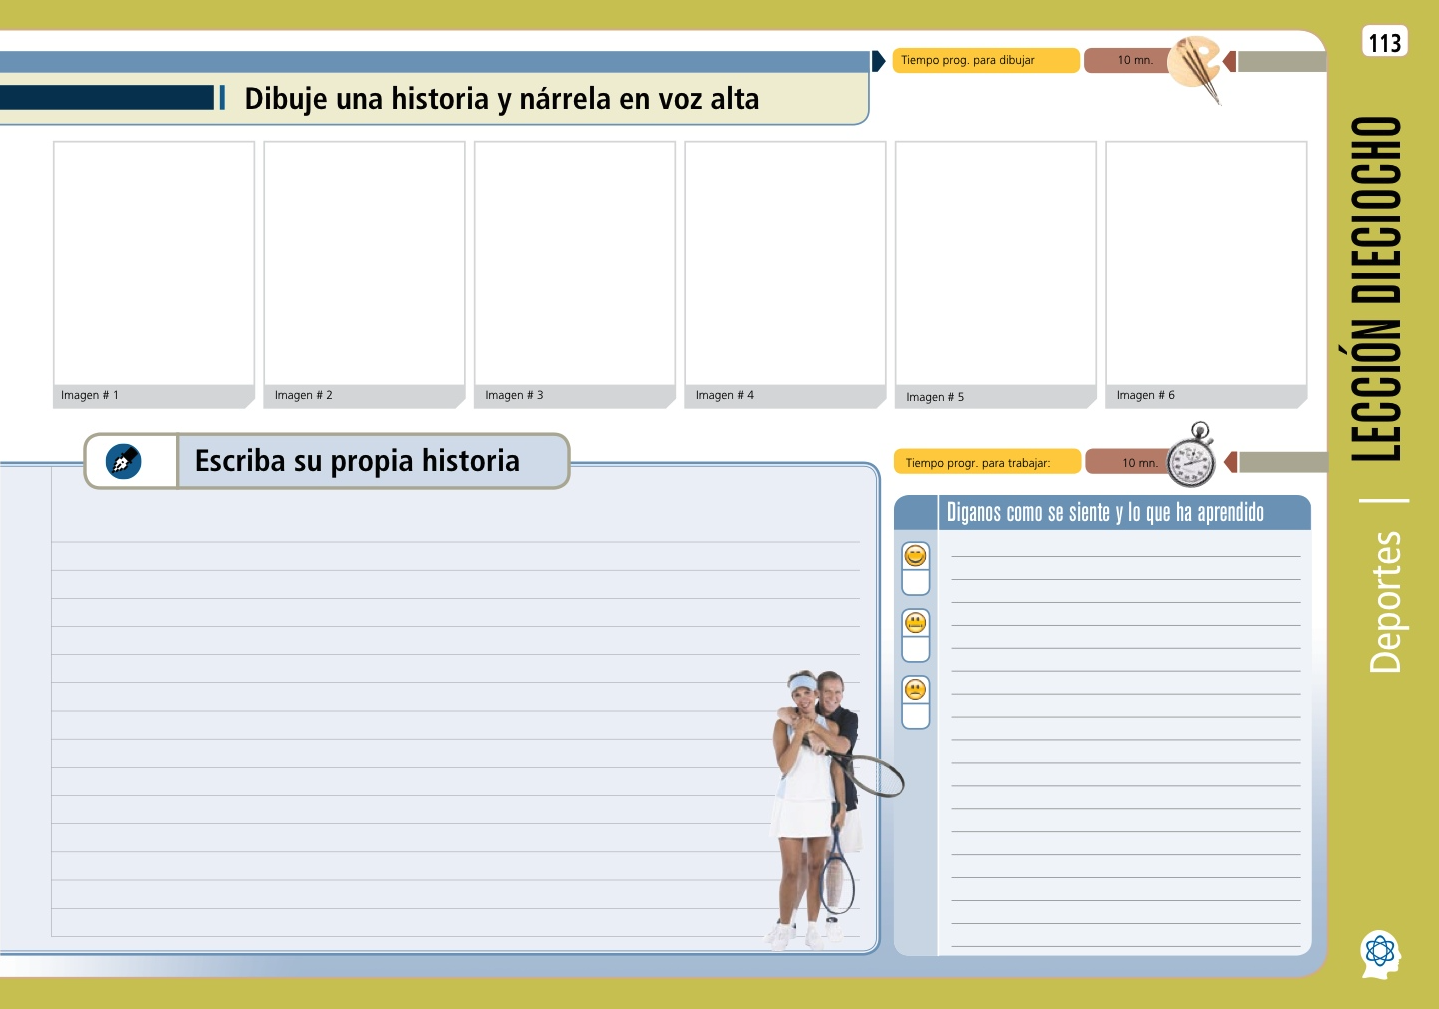 113
Tiempo prog. para dibujar
10 mn.
Dibuje una historia y nárrela en voz alta
Imagen # 1
Imagen # 2
Imagen # 3
Imagen # 4
Imagen # 5
Imagen # 6
Escriba su propia historia
Tiempo progr. para trabajar:
10 mn.
Diganos como se siente y lo que ha aprendido
Deportes | LECCIÓN DIECIOCHO